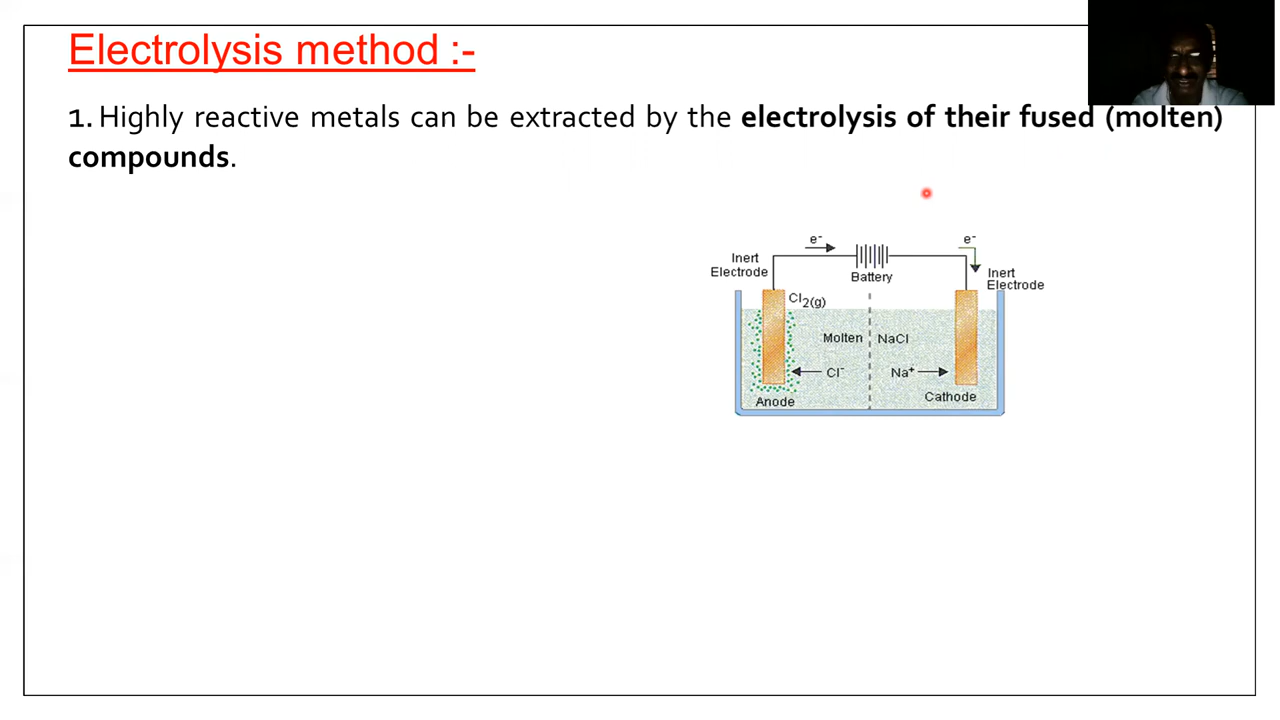 Electrolysis method :-
1. Highly reactive metals can be extracted by the electrolysis of their fused (molten)
compounds.
e⁻
e⁻
Inert
Electrode
Battery
Inert
Electrode
Cl₂(g)
Molten NaCl
Cl⁻
Na⁺
Anode
Cathode